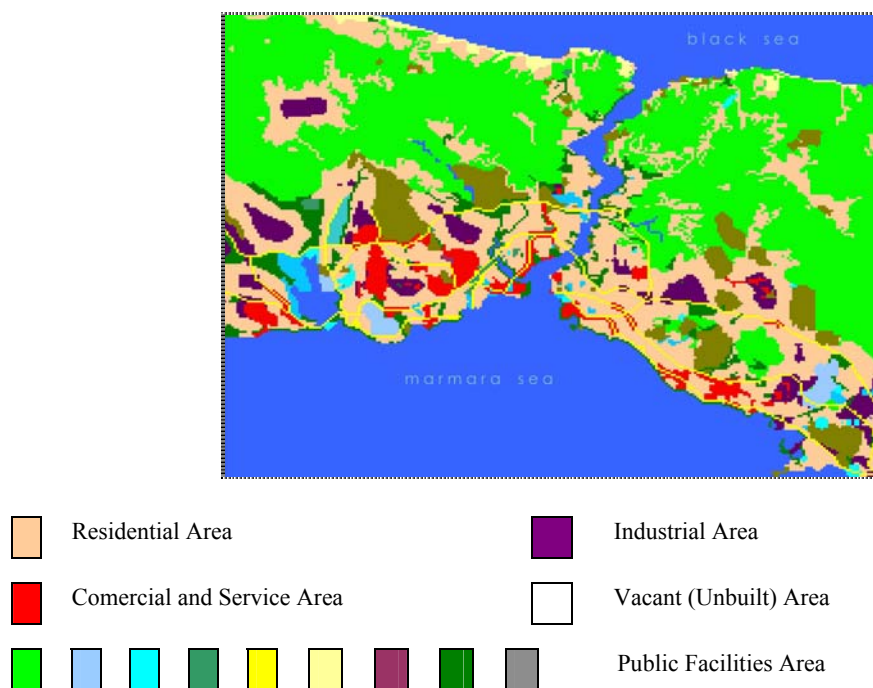 black sea
marmara sea
Residential Area
Industrial Area
Comercial and Service Area
Vacant (Unbuilt) Area
Public Facilities Area